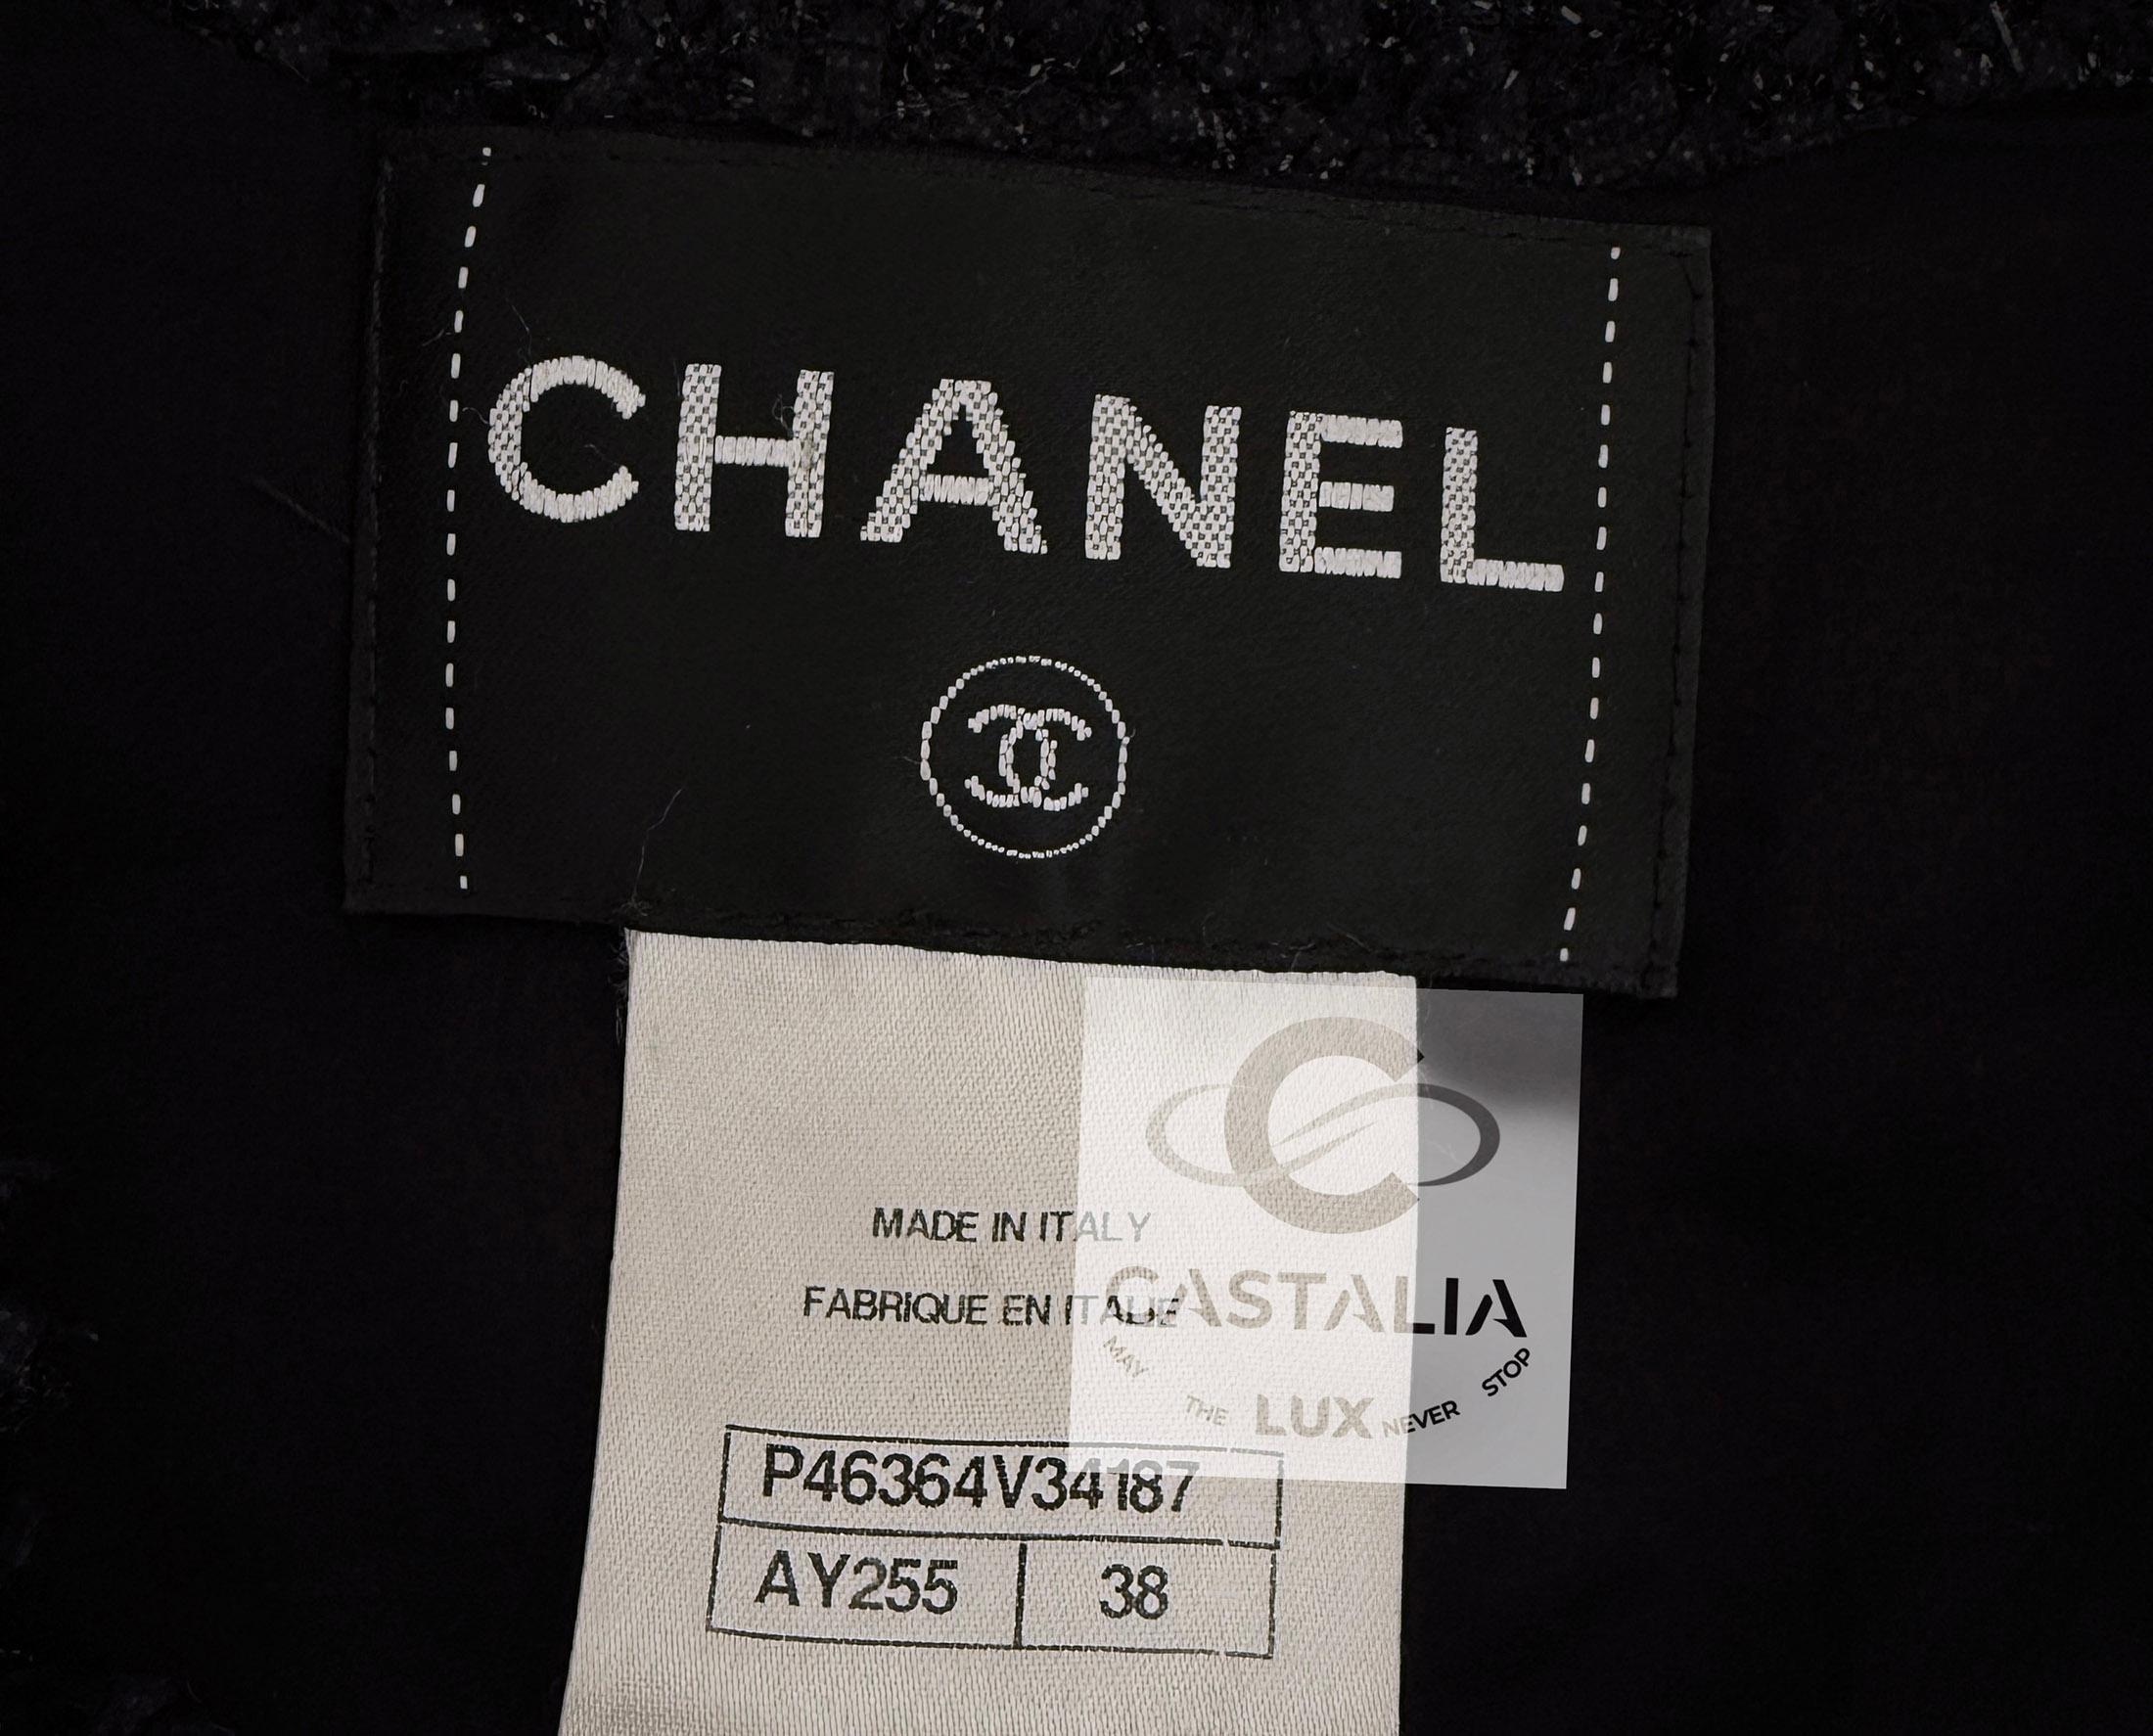 CHANEL
MADE IN ITALY
FABRIQUE EN ITALIE
CASTALIA
MAY THE LUX NEVER STOP
P46364V34187
AY255 38